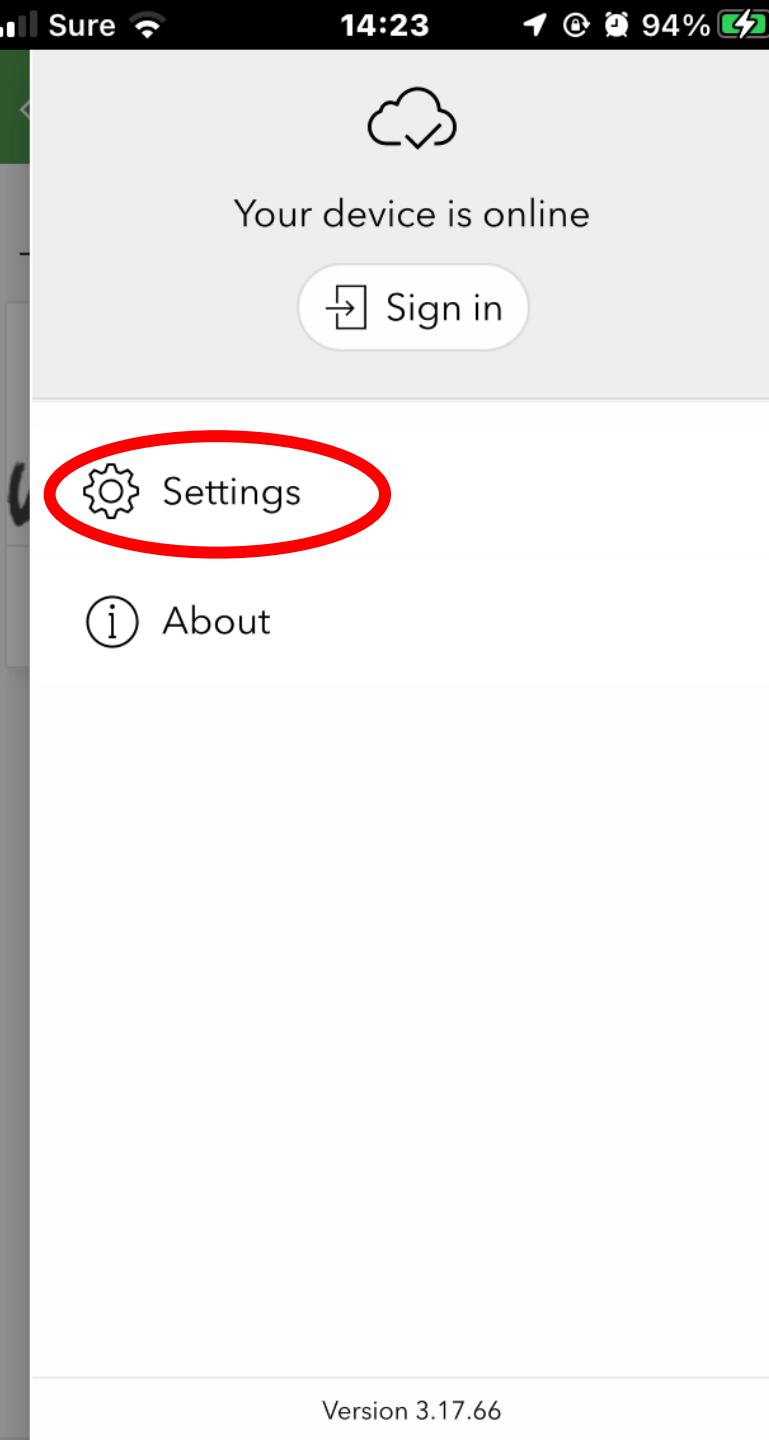 Sure 14:23 94%
Your device is online
Sign in
Settings
About
Version 3.17.66